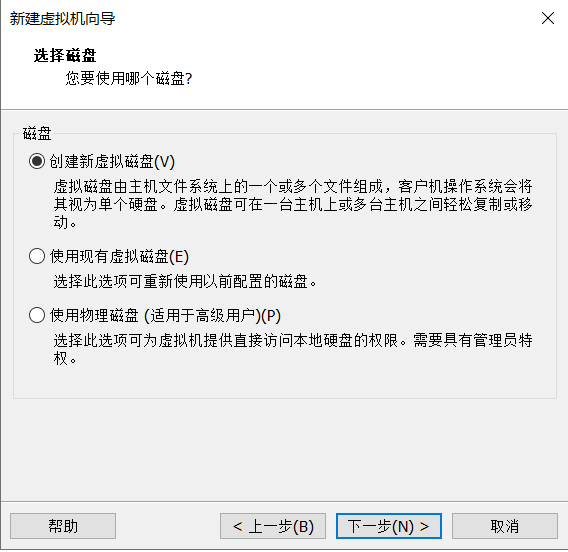 新建虚拟机向导
选择磁盘
您要使用哪个磁盘?
磁盘
创建新虚拟磁盘(V)
虚拟磁盘由主机文件系统上的一个或多个文件组成，客户机操作系统会将
其视为单个硬盘。虚拟磁盘可在一台主机上或多台主机之间轻松复制或移
动。
使用现有虚拟磁盘(E)
选择此选项可重新使用以前配置的磁盘。
使用物理磁盘 (适用于高级用户)(P)
选择此选项可为虚拟机提供直接访问本地硬盘的权限。需要具有管理员特
权。
帮助
< 上一步(B)
下一步(N) >
取消